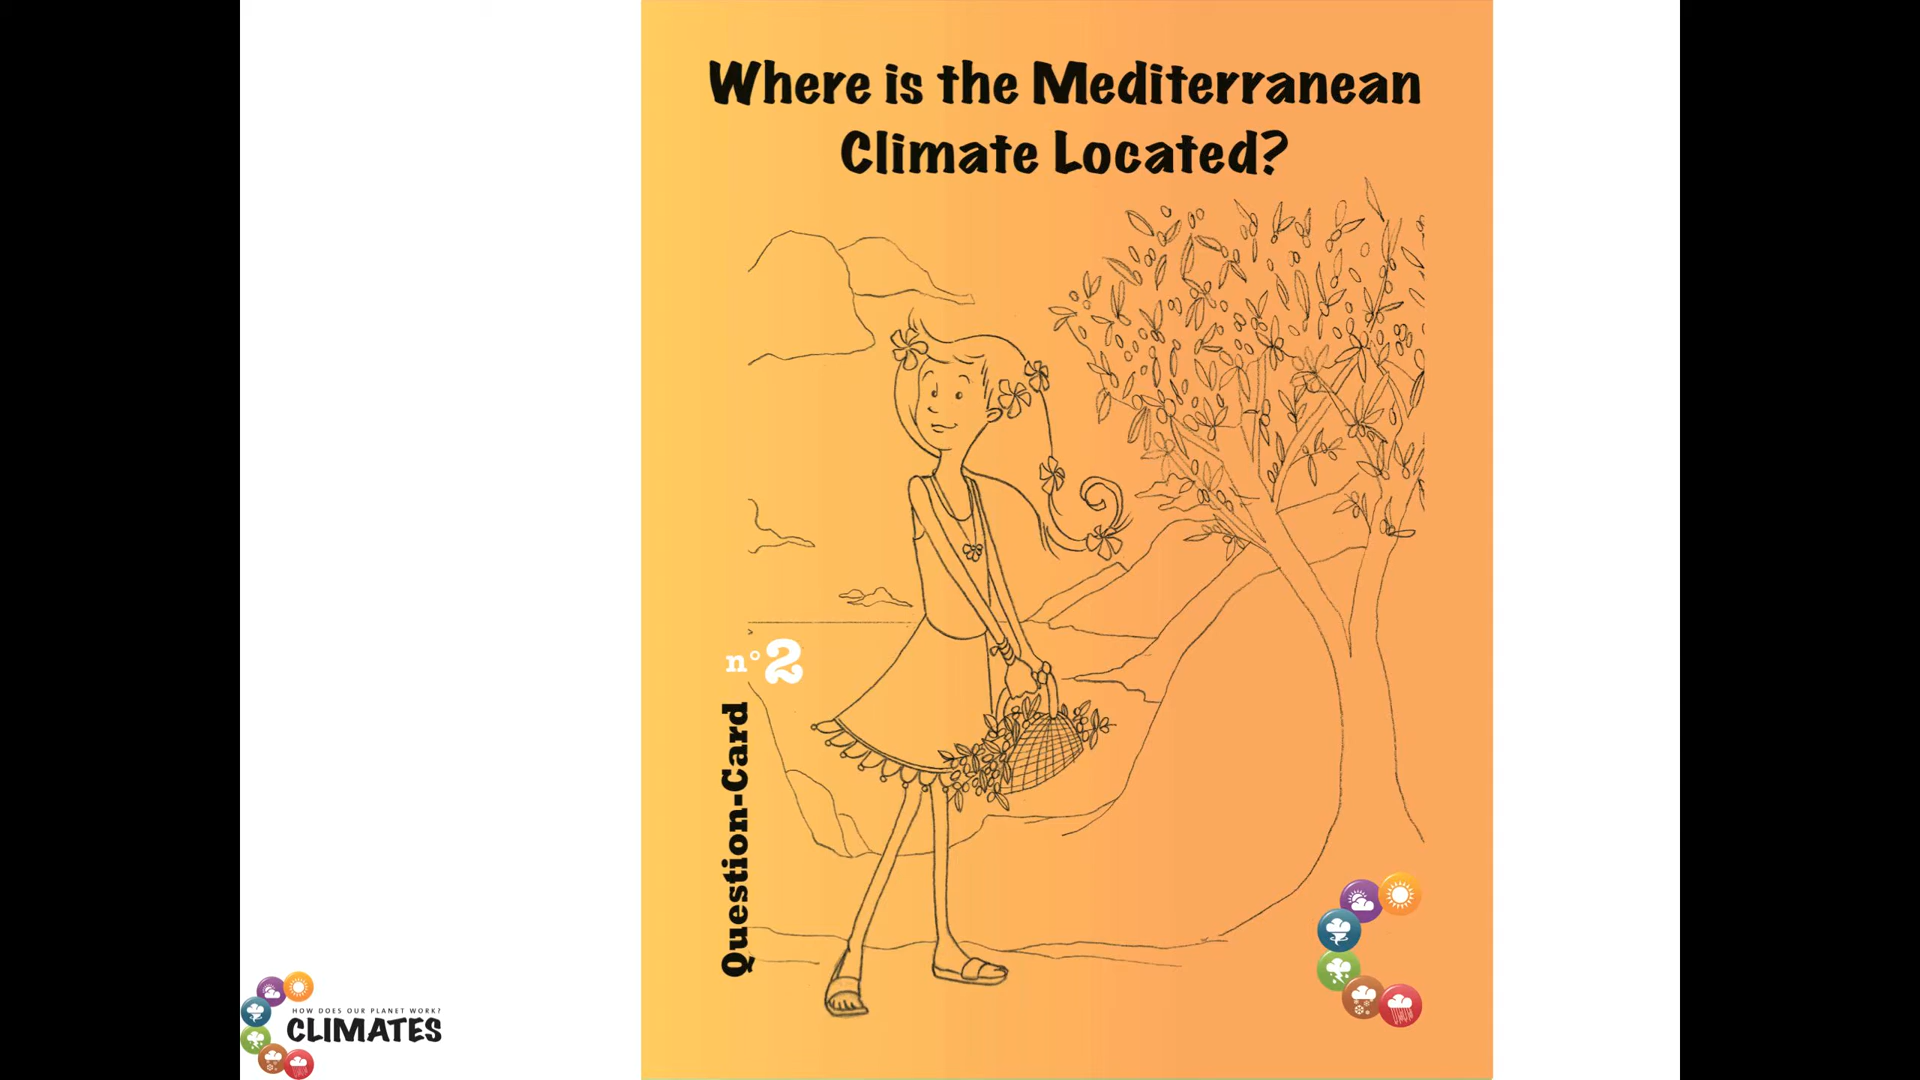 Where is the Mediterranean
Climate Located?
n°2
Question-Card
HOW DOES OUR PLANET WORK?
CLIMATES